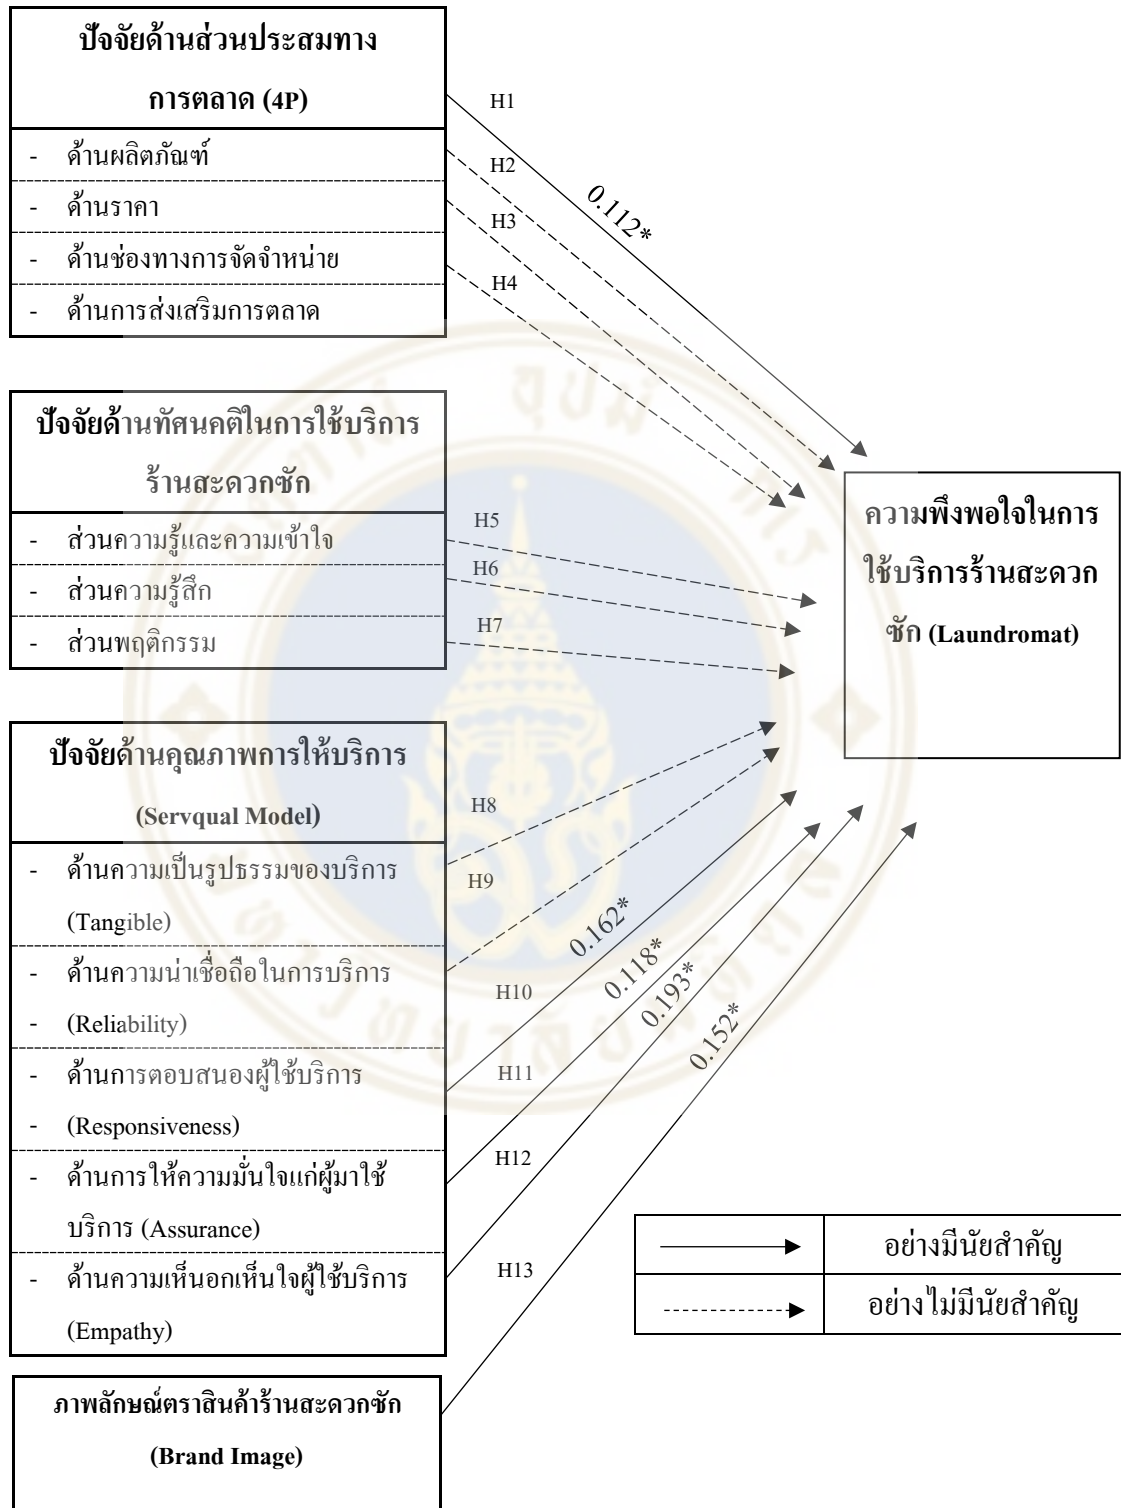 ปัจจัยด้านส่วนประสมทาง
การตลาด (4P)
- ด้านผลิตภัณฑ์
- ด้านราคา
- ด้านช่องทางการจัดจำหน่าย
- ด้านการส่งเสริมการตลาด
H1
H2
H3
H4
0.112*
ปัจจัยด้านทัศนคติในการใช้บริการ
ร้านสะดวกซัก
- ส่วนความรู้และความเข้าใจ
- ส่วนความรู้สึก
- ส่วนพฤติกรรม
H5
H6
H7
ความพึงพอใจในการ
ใช้บริการร้านสะดวก
ซัก (Laundromat)
ปัจจัยด้านคุณภาพการให้บริการ
(Servqual Model)
- ด้านความเป็นรูปธรรมของบริการ
(Tangible)
- ด้านความน่าเชื่อถือในการบริการ
- (Reliability)
- ด้านการตอบสนองผู้ใช้บริการ
- (Responsiveness)
- ด้านการให้ความมั่นใจแก่ผู้มาใช้
บริการ (Assurance)
- ด้านความเห็นอกเห็นใจผู้ใช้บริการ
(Empathy)
H8
H9
H10
H11
H12
H13
0.162*
0.118*
0.193*
0.152*
อย่างมีนัยสำคัญ
อย่างไม่มีนัยสำคัญ
ภาพลักษณ์ตราสินค้าร้านสะดวกซัก
(Brand Image)